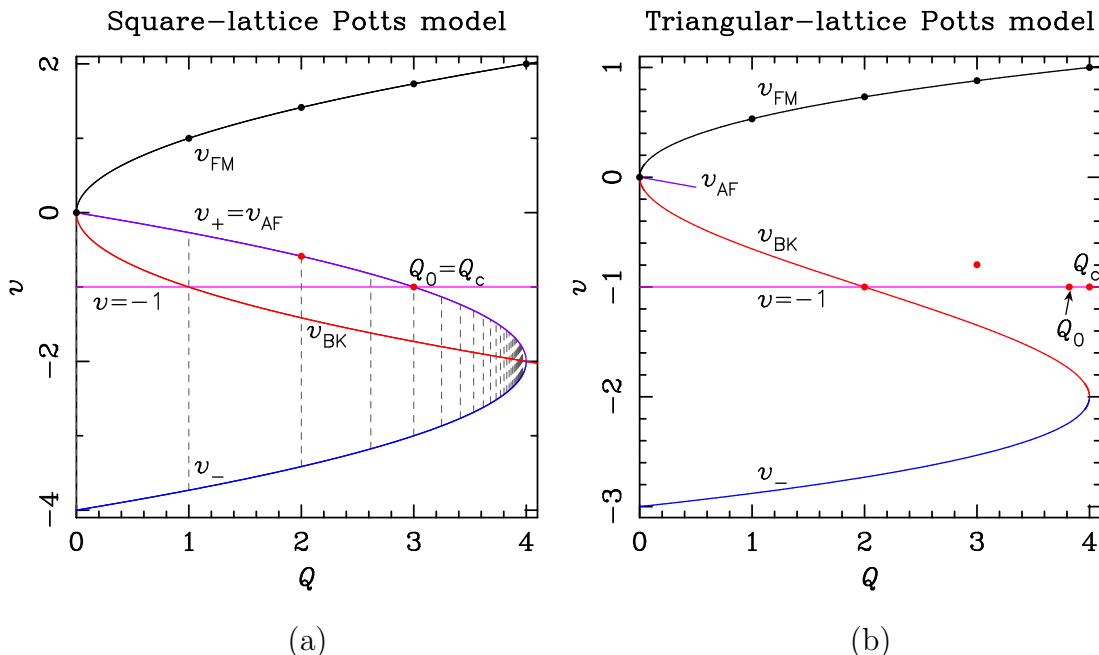 Square-lattice Potts model
2
0
-2
-4
v
v_FM
v_+=v_AF
Q_0=Q_c
v=-1
v_BK
v_-
0
1
2
3
4
Q
(a)
Triangular-lattice Potts model
1
0
-1
-2
-3
v
v_FM
v_AF
v_BK
Q_c
v=-1
Q_0
v_-
0
1
2
3
4
Q
(b)